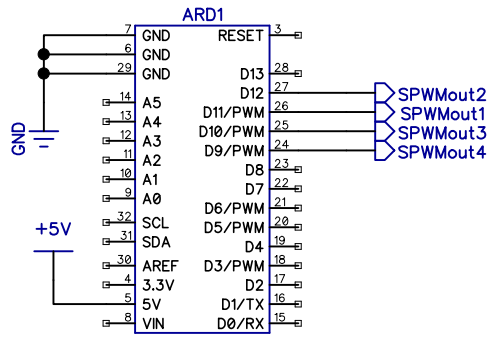 ARD1
7 GND RESET 3
6 GND
29 GND D13 28
D12 27 SPWMout2
14 A5 D11/PWM 26 SPWMout1
13 A4 D10/PWM 25 SPWMout3
12 A3 D9/PWM 24 SPWMout4
GND
11 A2 D8 23
10 A1 D7 22
9 A0 D6/PWM 21
32 SCL D5/PWM 20
+5V
31 SDA D4 19
30 AREF D3/PWM 18
4 3.3V D2 17
5 5V D1/TX 16
8 VIN D0/RX 15